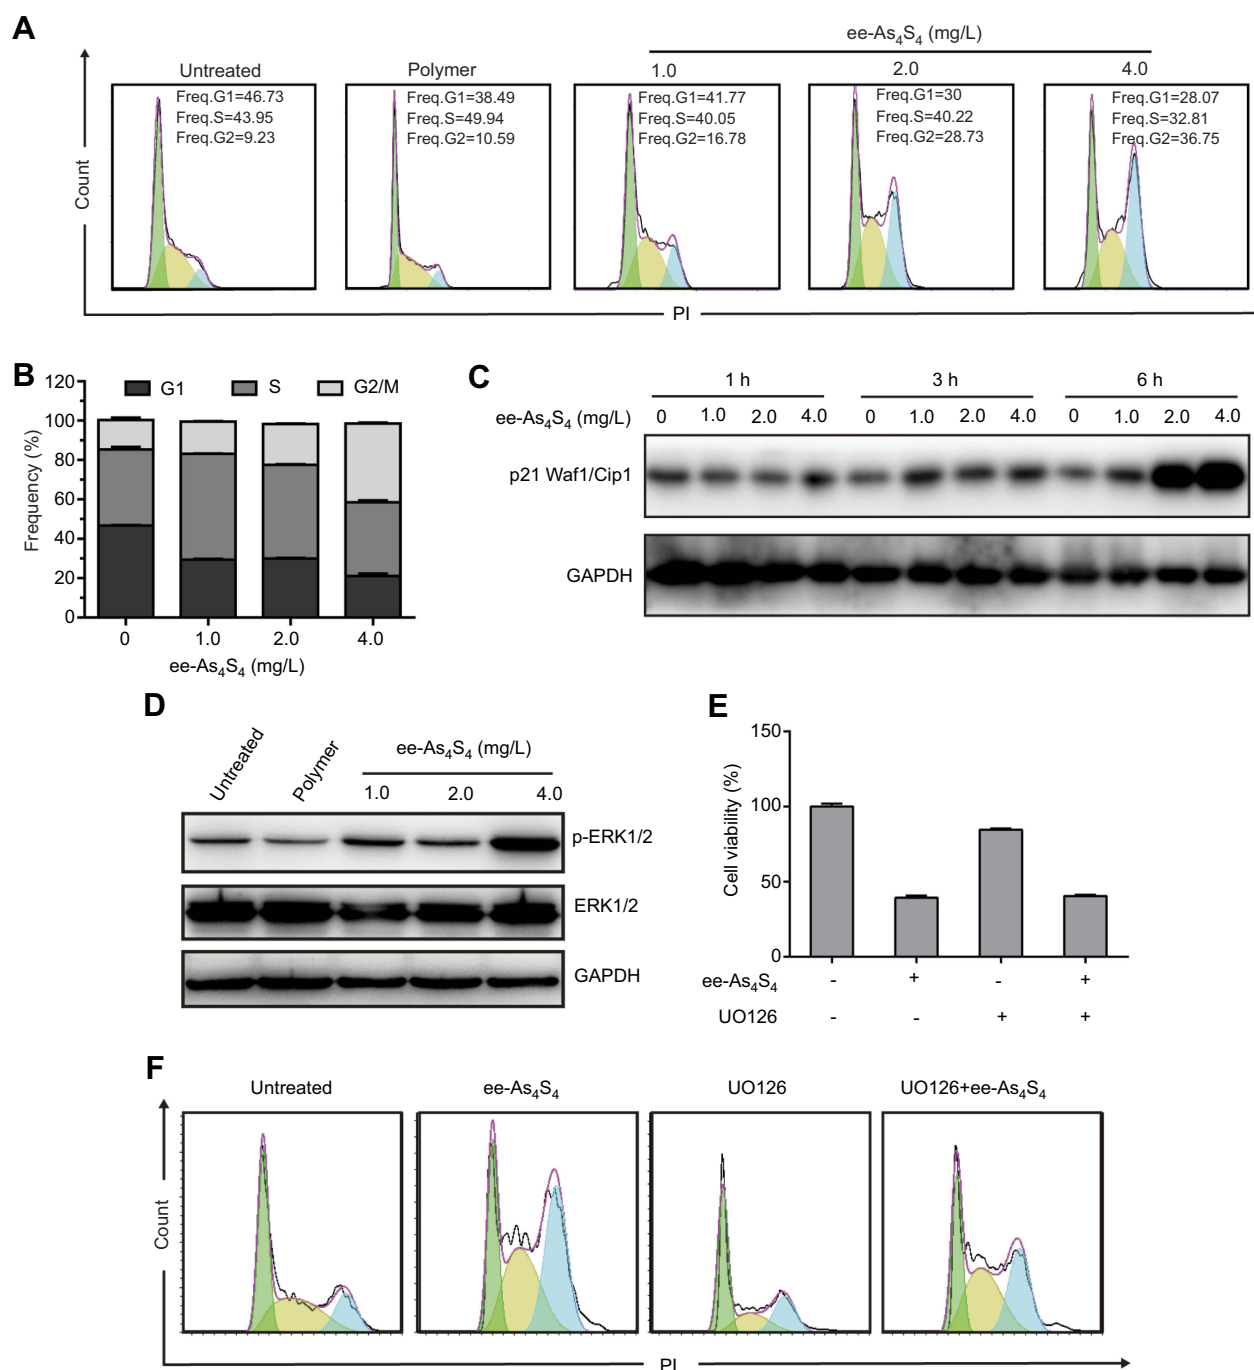 A
ee-As₄S₄ (mg/L)
Untreated Polymer 1.0 2.0 4.0
Freq.G1=46.73
Freq.S=43.95
Freq.G2=9.23
Freq.G1=38.49
Freq.S=49.94
Freq.G2=10.59
Freq.G1=41.77
Freq.S=40.05
Freq.G2=16.78
Freq.G1=30
Freq.S=40.22
Freq.G2=28.73
Freq.G1=28.07
Freq.S=32.81
Freq.G2=36.75
Count
PI
B
G1 S G2/M
120
100
80
60
40
20
0
Frequency (%)
0 1.0 2.0 4.0
ee-As₄S₄ (mg/L)
C
1 h 3 h 6 h
ee-As₄S₄ (mg/L) 0 1.0 2.0 4.0 0 1.0 2.0 4.0 0 1.0 2.0 4.0
p21 Waf1/Cip1
GAPDH
D
Untreated Polymer ee-As₄S₄ (mg/L)
1.0 2.0 4.0
p-ERK1/2
ERK1/2
GAPDH
E
150
100
50
0
Cell viability (%)
ee-As₄S₄ - + - +
UO126 - - + +
F
Untreated ee-As₄S₄ UO126 UO126+ee-As₄S₄
Count
PI